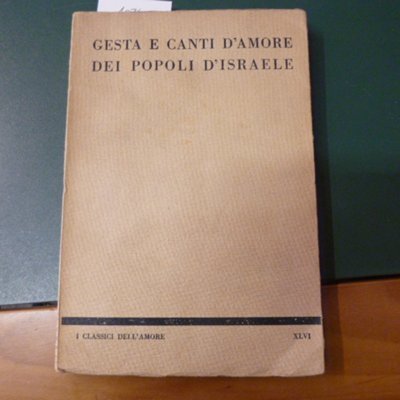 GESTA E CANTI D'AMORE
DEI POPOLI D'ISRAELE
I CLASSICI DELL'AMORE
XLVI